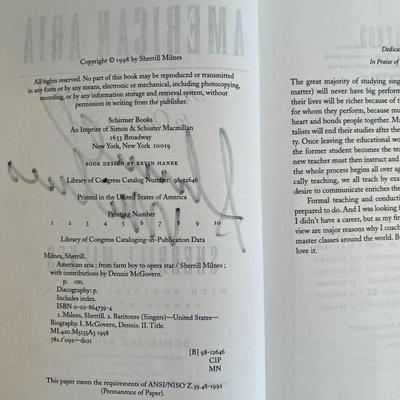 Copyright © 1998 by Sherrill Milnes
All rights reserved. No part of this book may be reproduced or transmitted
in any form or by any means, electronic or mechanical, including photocopying,
recording, or by any information storage and retrieval system, without
permission in writing from the publisher.
Schirmer Books
An Imprint of Simon & Schuster Macmillan
1633 Broadway
New York, New York 10019
BOOK DESIGN BY KEVIN HANEK
Library of Congress Catalog Number: 98-12646
Printed in the United States of America
Printing Number
1 2 3 4 5 6 7 8 9 10
Library of Congress Cataloging-in-Publication Data
Milnes, Sherrill.
American aria : from farm boy to opera star / Sherrill Milnes ;
with contributions by Dennis McGovern.
p. cm.
Discography: p.
Includes index.
ISBN 0-02-864739-4
1. Milnes, Sherrill. 2. Baritones (Singers)—United States—
Biography. I. McGovern, Dennis. II. Title.
ML420.M5135A3 1998
782.1'092—dc21
[B] 98-12646
CIP
MN
This paper meets the requirements of ANSI/NISO Z.39.48-1992
(Permanence of Paper).
Dedica
In Praise of
The great majority of studying sing
matter) will never have big perform
their lives will be richer because of th
for whom they perform, because mu
heart and bonds people together. Ma
talists will end their studies after the
ty. Once leaving the educational wo
the former student becomes the tea
new teacher must then instruct and
the whole process begins all over ag
cally teaching, we all teach by exam
desire to communicate enriches the
Formal teaching and conducti
prepared to do. And I was looking f
I didn't have a career, but as my fin
view are major reasons why I coach
master classes around the world. B
love it.